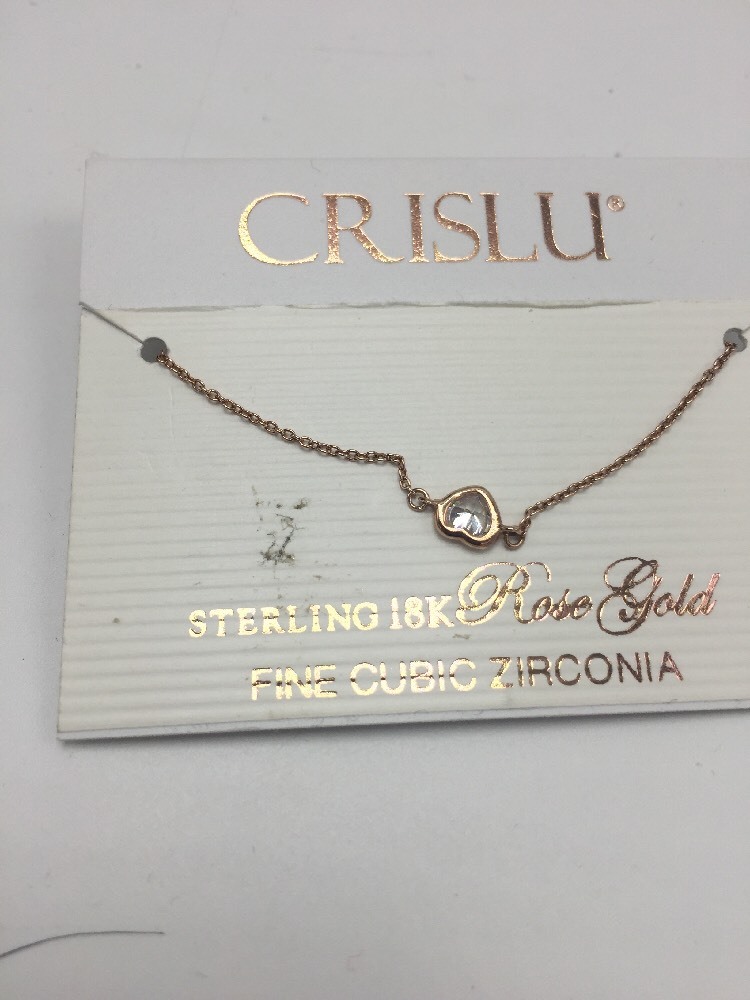 CRISLU®
STERLING 18K Rose Gold
FINE CUBIC ZIRCONIA